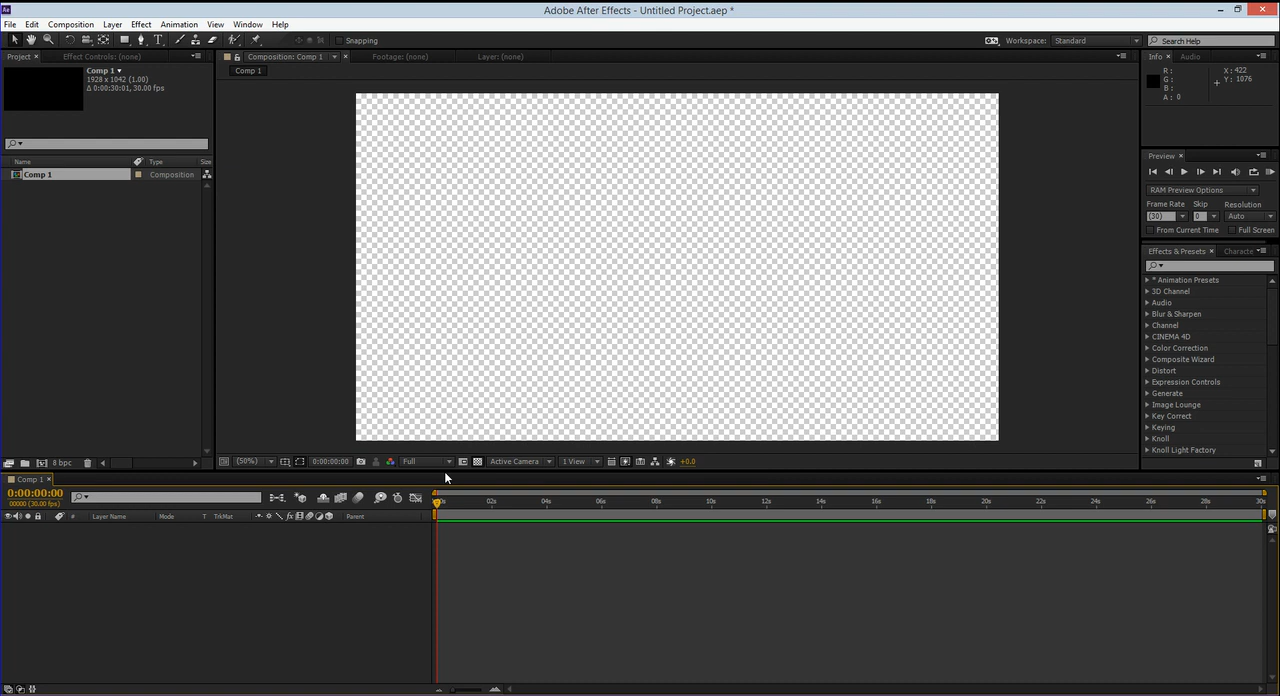 Adobe After Effects - Untitled Project.aep *
File Edit Composition Layer Effect Animation View Window Help
Snapping
Workspace: Standard
Search Help
Project Effect Controls: (none)
Composition: Comp 1 Footage: (none) Layer: (none)
Info Audio
Comp 1
1928 x 1042 (1.00)
Δ 0:00:30:01, 30.00 fps
Comp 1
R :
G :
B :
A : 0
X : 422
Y : 1076
Preview
RAM Preview Options
Frame Rate Skip Resolution
(30) 0 Auto
From Current Time Full Screen
Name Type Size
Comp 1 Composition
Effects & Presets Characte
* Animation Presets
3D Channel
Audio
Blur & Sharpen
Channel
CINEMA 4D
Color Correction
Composite Wizard
Distort
Expression Controls
Generate
Image Lounge
Key Correct
Keying
Knoll
Knoll Light Factory
8 bpc
(50%) 0:00:00:00 Full Active Camera 1 View +0.0
Comp 1
0:00:00:00
00000 (30.00 fps)
02s 04s 06s 08s 10s 12s 14s 16s 18s 20s 22s 24s 26s 28s 30s
# Layer Name Mode T TrkMat Parent